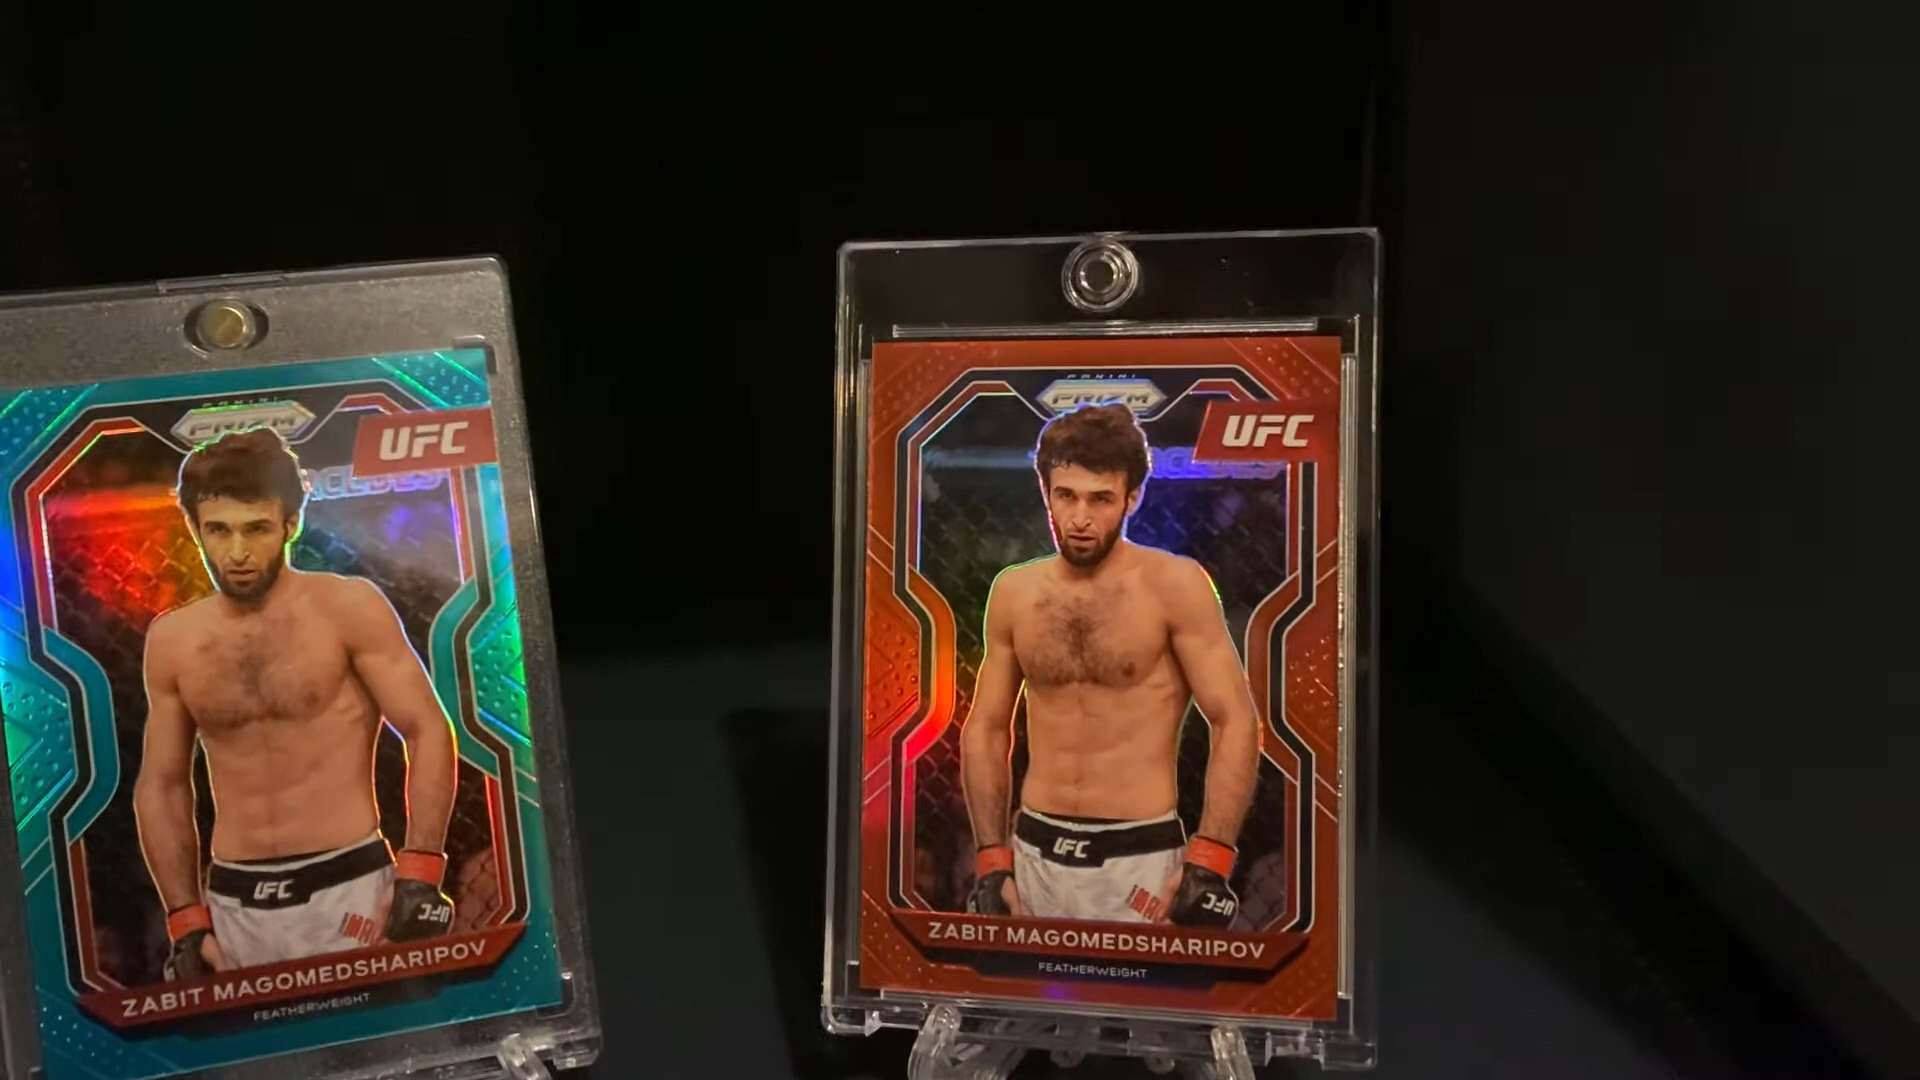 PANINI
PRIZM
UFC
UFC
UFC
ZABIT MAGOMEDSHARIPOV
FEATHERWEIGHT
PANINI
PRIZM
UFC
UFC
UFC
ZABIT MAGOMEDSHARIPOV
FEATHERWEIGHT